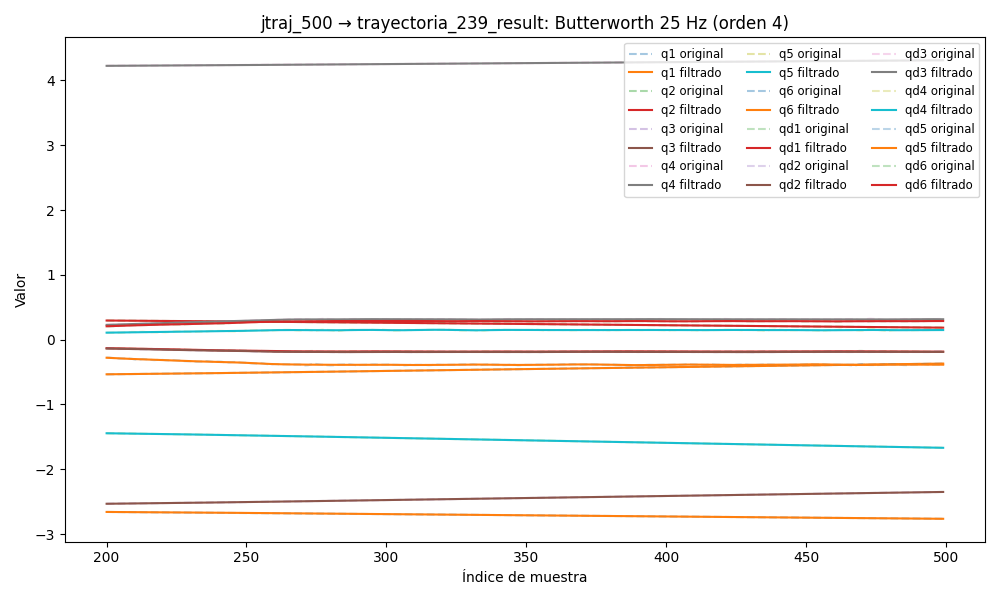 jtraj_500 → trayectoria_239_result: Butterworth 25 Hz (orden 4)
q1 original
q1 filtrado
q2 original
q2 filtrado
q3 original
q3 filtrado
q4 original
q4 filtrado
q5 original
q5 filtrado
q6 original
q6 filtrado
qd1 original
qd1 filtrado
qd2 original
qd2 filtrado
qd3 original
qd3 filtrado
qd4 original
qd4 filtrado
qd5 original
qd5 filtrado
qd6 original
qd6 filtrado
Valor
4
3
2
1
0
−1
−2
−3
200
250
300
350
400
450
500
Índice de muestra